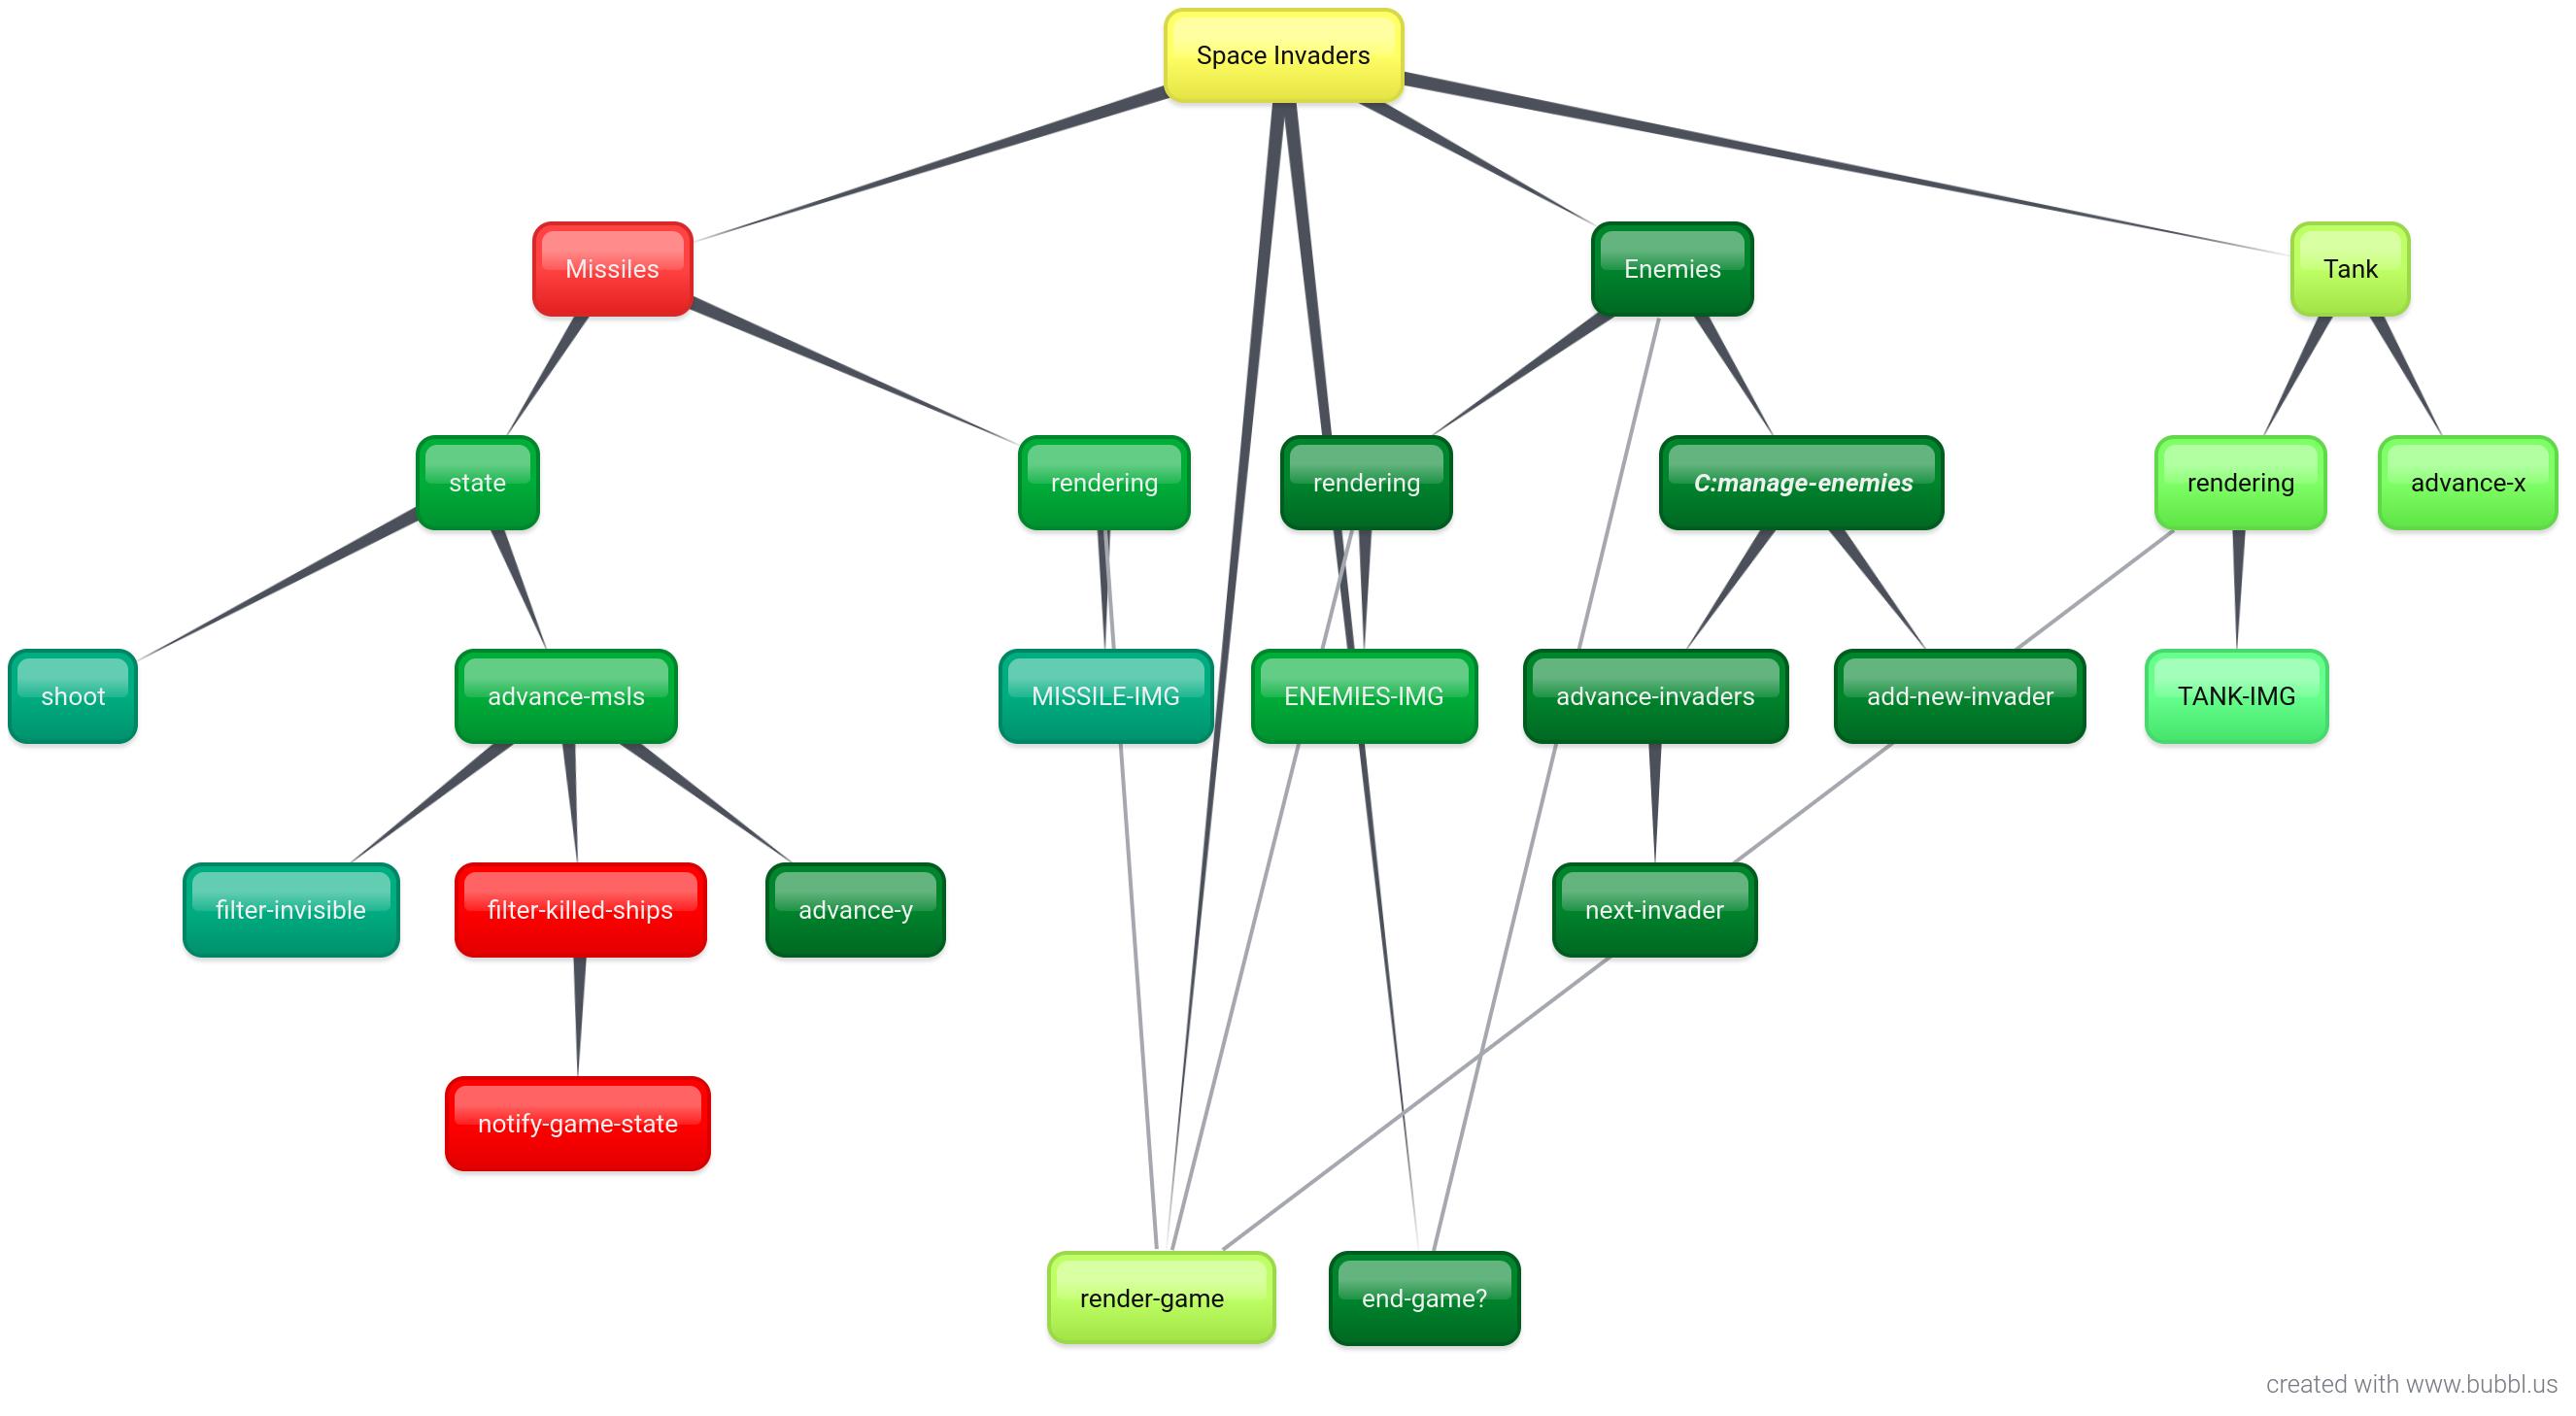 Space Invaders
Missiles
Enemies
Tank
state
rendering
rendering
C:manage-enemies
rendering
advance-x
shoot
advance-msls
MISSILE-IMG
ENEMIES-IMG
advance-invaders
add-new-invader
TANK-IMG
filter-invisible
filter-killed-ships
advance-y
next-invader
notify-game-state
render-game
end-game?
created with www.bubbl.us